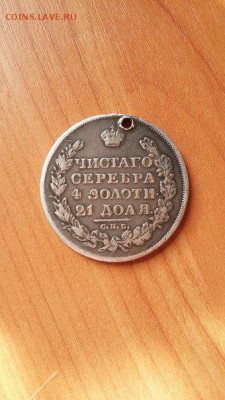 COINS.LAVE.RU
ЧИСТАГО
СЕРЕБРА
4 ЗОЛОТН
21 ДОЛЯ.
С.П.Б.